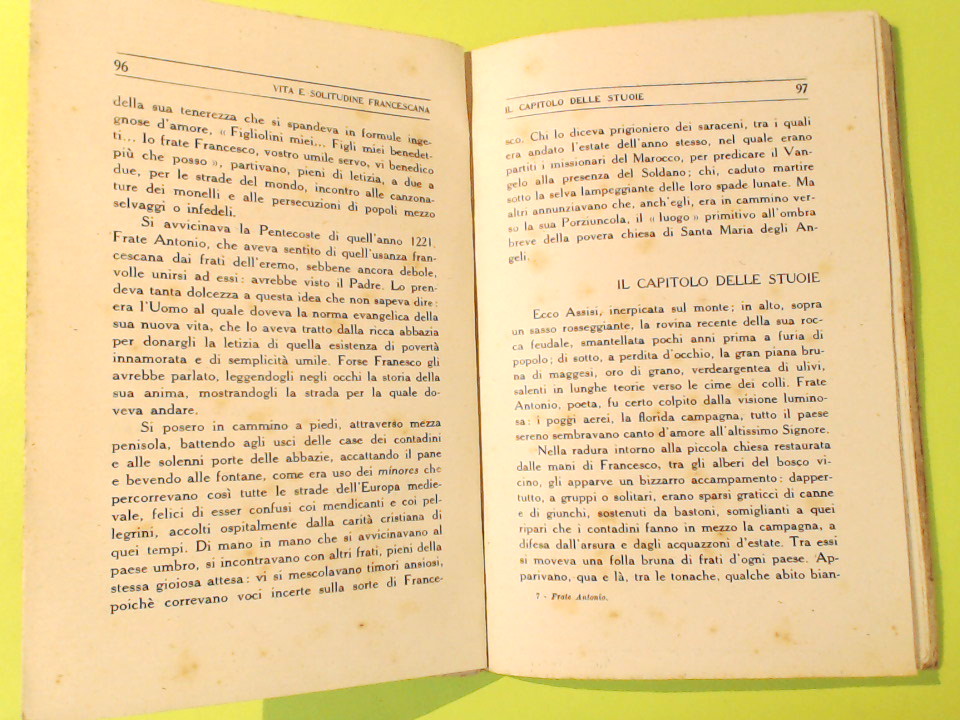 96
VITA E SOLITUDINE FRANCESCANA
della sua tenerezza che si spandeva in formule inge-
gnose d'amore, « Figliolini miei... Figli miei benedet-
ti... Io frate Francesco, vostro umile servo, vi benedico
più che posso », partivano, pieni di letizia, a due a
due, per le strade del mondo, incontro alle canzona-
ture dei monelli e alle persecuzioni di popoli mezzo
selvaggi o infedeli.
Si avvicinava la Pentecoste di quell'anno 1221.
Frate Antonio, che aveva sentito di quell'usanza fran-
cescana dai frati dell'eremo, sebbene ancora debole,
volle unirsi ad essi: avrebbe visto il Padre. Lo pren-
deva tanta dolcezza a questa idea che non sapeva dire:
era l'Uomo al quale doveva la norma evangelica della
sua nuova vita, che lo aveva tratto dalla ricca abbazia
per donargli la letizia di quella esistenza di povertà
innamorata e di semplicità umile. Forse Franesco gli
avrebbe parlato, leggendogli negli occhi la storia della
sua anima, mostrandogli la strada per la quale do-
veva andare.
Si posero in cammino a piedi, attraverso mezza
penisola, battendo agli usci delle case dei contadini
e alle solenni porte delle abbazie, accattando il pane
e bevendo alle fontane, come era uso dei minores che
percorrevano così tutte le strade dell'Europa medie-
vale, felici di esser confusi coi mendicanti e coi pel-
legrini, accolti ospitalmente dalla carità cristiana di
quei tempi. Di mano in mano che si avvicinavano al
paese umbro, si incontravano con altri frati, pieni della
stessa gioiosa attesa: vi si mescolavano timori ansiosi,
poichè correvano voci incerte sulla sorte di France-
IL CAPITOLO DELLE STUOIE
97
sco. Chi lo diceva prigioniero dei saraceni, tra i quali
era andato l'estate dell'anno stesso, nel quale erano
partiti i missionari del Marocco, per predicare il Van-
gelo alla presenza del Soldano; chi, caduto martire
sotto la selva lampeggiante delle loro spade lunate. Ma
altri annunziavano che, anch'egli, era in cammino ver-
so la sua Porziuncola, il « luogo » primitivo all'ombra
breve della povera chiesa di Santa Maria degli An-
geli.
IL CAPITOLO DELLE STUOIE
Ecco Assisi, inerpicata sul monte; in alto, sopra
un sasso rosseggiante, la rovina recente della sua roc-
ca feudale, smantellata pochi anni prima a furia di
popolo; di sotto, a perdita d'occhio, la gran piana bru-
na di maggesi, oro di grano, verdeargentea di ulivi,
salenti in lunghe teorie verso le cime dei colli. Frate
Antonio, poeta, fu certo colpito dalla visione lumino-
sa: i poggi aerei, la florida campagna, tutto il paese
sereno sembravano canto d'amore all'altissimo Signore.
Nella radura intorno alla piccola chiesa restaurata
dalle mani di Francesco, tra gli alberi del bosco vi-
cino, gli apparve un bizzarro accampamento: dapper-
tutto, a gruppi o solitari, erano sparsi graticci di canne
e di giunchi, sostenuti da bastoni, somiglianti a quei
ripari che i contadini fanno in mezzo la campagna, a
difesa dall'arsura e dagli acquazzoni d'estate. Tra essi
si moveva una folla bruna di frati d'ogni paese. Ap-
parivano, qua e là, tra le tonache, qualche abito bian-
7 - Frate Antonio.